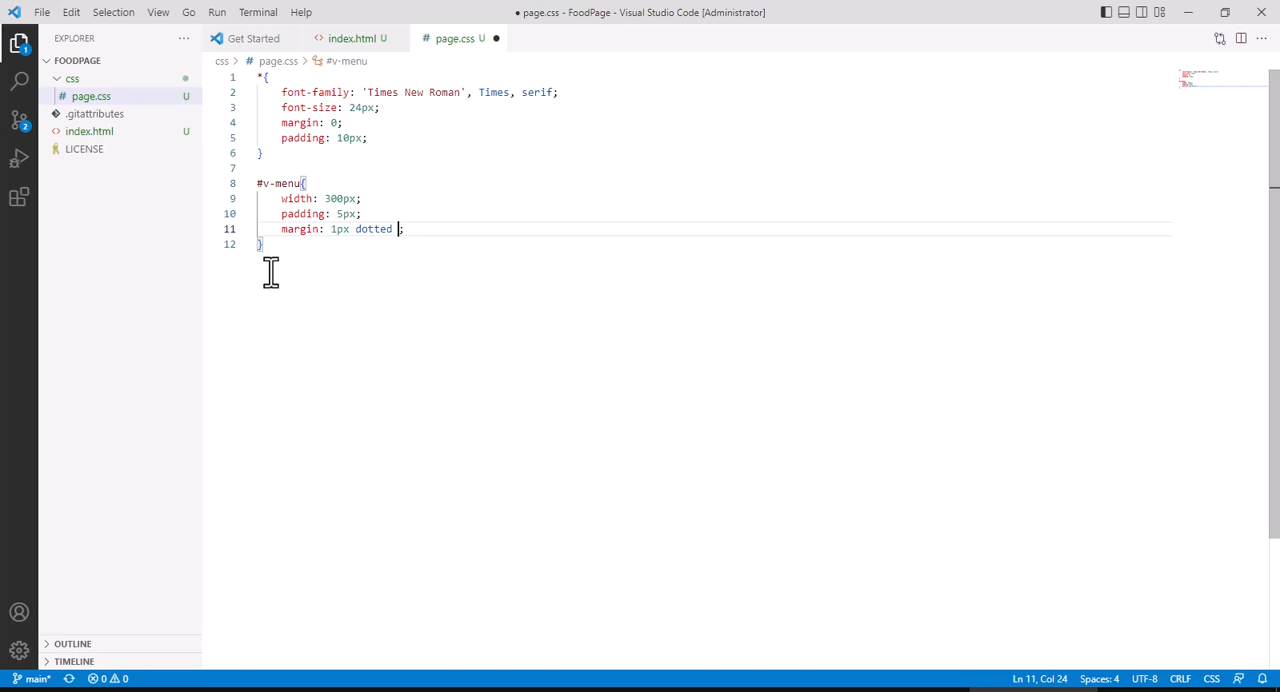 File Edit Selection View Go Run Terminal Help ● page.css - FoodPage - Visual Studio Code [Administrator]
EXPLORER ··· Get Started <> index.html U # page.css U ●
FOODPAGE css > # page.css > #v-menu
css
# page.css U
.gitattributes
<> index.html U
LICENSE
1 *{
2 font-family: 'Times New Roman', Times, serif;
3 font-size: 24px;
4 margin: 0;
5 padding: 10px;
6 }
7
8 #v-menu{
9 width: 300px;
10 padding: 5px;
11 margin: 1px dotted ;
12 }
1
2
OUTLINE
TIMELINE
main* 0 0 Ln 11, Col 24 Spaces: 4 UTF-8 CRLF CSS